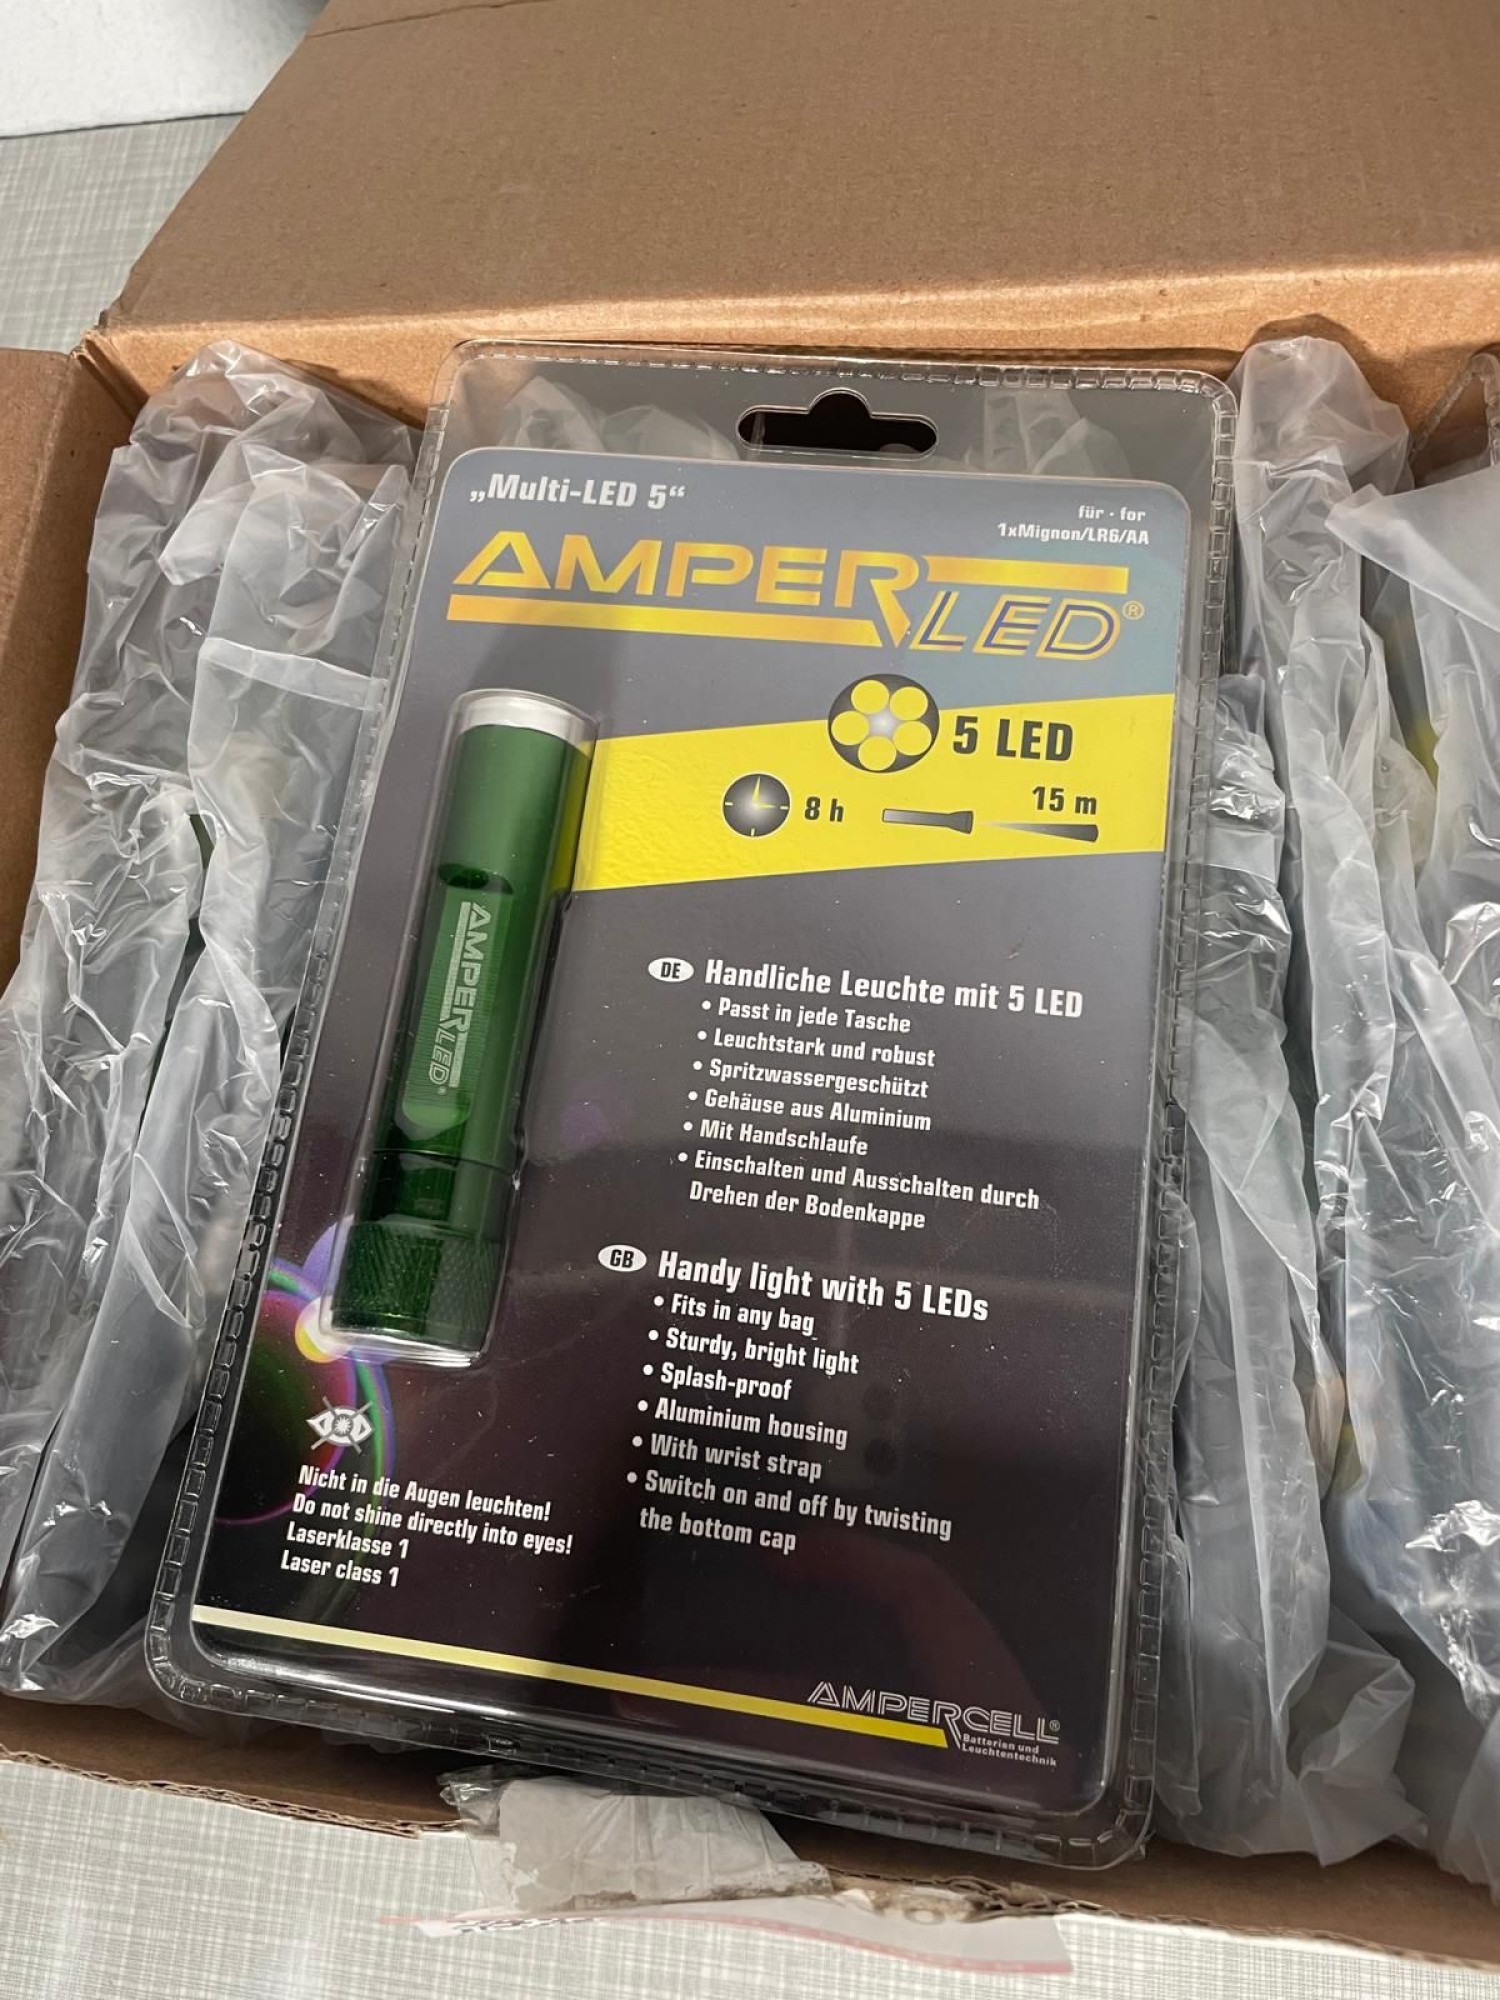 „Multi-LED 5“
für · for
1xMignon/LR6/AA
AMPERLED®
5 LED
8 h
15 m
AMPERLED®
DE Handliche Leuchte mit 5 LED
• Passt in jede Tasche
• Leuchtstark und robust
• Spritzwassergeschützt
• Gehäuse aus Aluminium
• Mit Handschlaufe
• Einschalten und Ausschalten durch
Drehen der Bodenkappe
GB Handy light with 5 LEDs
• Fits in any bag
• Sturdy, bright light
• Splash-proof
• Aluminium housing
• With wrist strap
• Switch on and off by twisting
the bottom cap
Nicht in die Augen leuchten!
Do not shine directly into eyes!
Laserklasse 1
Laser class 1
AMPERCELL®
Batterien und
Leuchtentechnik